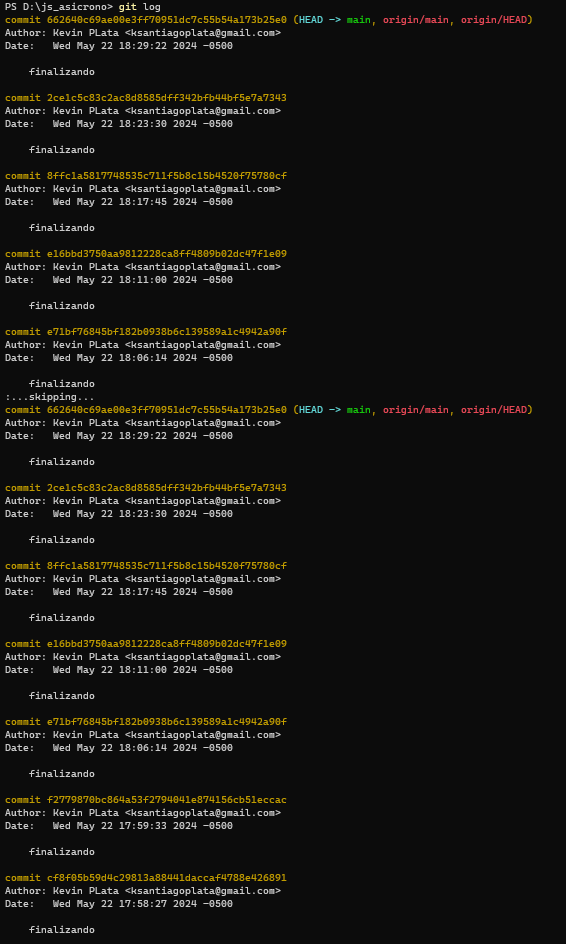 PS D:\js_asicrono> git log
commit 662640c69ae00e3ff70951dc7c55b54a173b25e0 (HEAD -> main, origin/main, origin/HEAD)
Author: Kevin PLata <ksantiagoplata@gmail.com>
Date:   Wed May 22 18:29:22 2024 -0500
    finalizando
commit 2ce1c5c83c2ac8d8585dff342bfb44bf5e7a7343
Author: Kevin PLata <ksantiagoplata@gmail.com>
Date:   Wed May 22 18:23:30 2024 -0500
    finalizando
commit 8ffc1a5817748535c711f5b8c15b4520f75780cf
Author: Kevin PLata <ksantiagoplata@gmail.com>
Date:   Wed May 22 18:17:45 2024 -0500
    finalizando
commit e16bbd3750aa9812228ca8ff4809b02dc47f1e09
Author: Kevin PLata <ksantiagoplata@gmail.com>
Date:   Wed May 22 18:11:00 2024 -0500
    finalizando
commit e71bf76845bf182b0938b6c139589a1c4942a90f
Author: Kevin PLata <ksantiagoplata@gmail.com>
Date:   Wed May 22 18:06:14 2024 -0500
    finalizando
:...skipping...
commit 662640c69ae00e3ff70951dc7c55b54a173b25e0 (HEAD -> main, origin/main, origin/HEAD)
Author: Kevin PLata <ksantiagoplata@gmail.com>
Date:   Wed May 22 18:29:22 2024 -0500
    finalizando
commit 2ce1c5c83c2ac8d8585dff342bfb44bf5e7a7343
Author: Kevin PLata <ksantiagoplata@gmail.com>
Date:   Wed May 22 18:23:30 2024 -0500
    finalizando
commit 8ffc1a5817748535c711f5b8c15b4520f75780cf
Author: Kevin PLata <ksantiagoplata@gmail.com>
Date:   Wed May 22 18:17:45 2024 -0500
    finalizando
commit e16bbd3750aa9812228ca8ff4809b02dc47f1e09
Author: Kevin PLata <ksantiagoplata@gmail.com>
Date:   Wed May 22 18:11:00 2024 -0500
    finalizando
commit e71bf76845bf182b0938b6c139589a1c4942a90f
Author: Kevin PLata <ksantiagoplata@gmail.com>
Date:   Wed May 22 18:06:14 2024 -0500
    finalizando
commit f2779870bc864a53f2794041e874156cb51eccac
Author: Kevin PLata <ksantiagoplata@gmail.com>
Date:   Wed May 22 17:59:33 2024 -0500
    finalizando
commit cf8f05b59d4c29813a88441daccaf4788e426891
Author: Kevin PLata <ksantiagoplata@gmail.com>
Date:   Wed May 22 17:58:27 2024 -0500
    finalizando